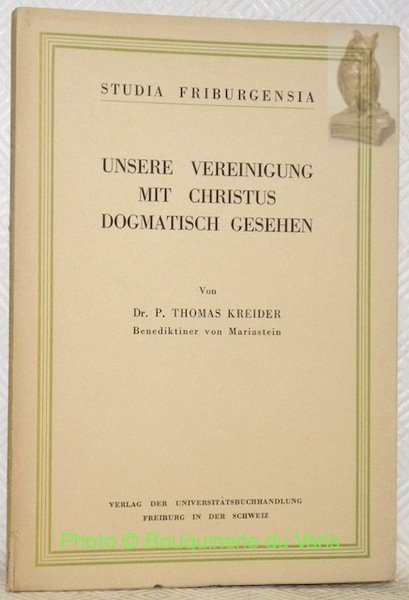 STUDIA FRIBURGENSIA
UNSERE VEREINIGUNG
MIT CHRISTUS
DOGMATISCH GESEHEN
Von
Dr. P. THOMAS KREIDER
Benediktiner von Mariastein
VERLAG DER UNIVERSITÄTSBUCHHANDLUNG
FREIBURG IN DER SCHWEIZ
Photo © Bouquinerie du Varis